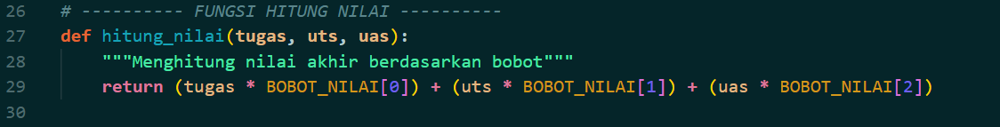 26 # ---------- FUNGSI HITUNG NILAI ----------
27 def hitung_nilai(tugas, uts, uas):
28     """Menghitung nilai akhir berdasarkan bobot"""
29     return (tugas * BOBOT_NILAI[0]) + (uts * BOBOT_NILAI[1]) + (uas * BOBOT_NILAI[2])
30